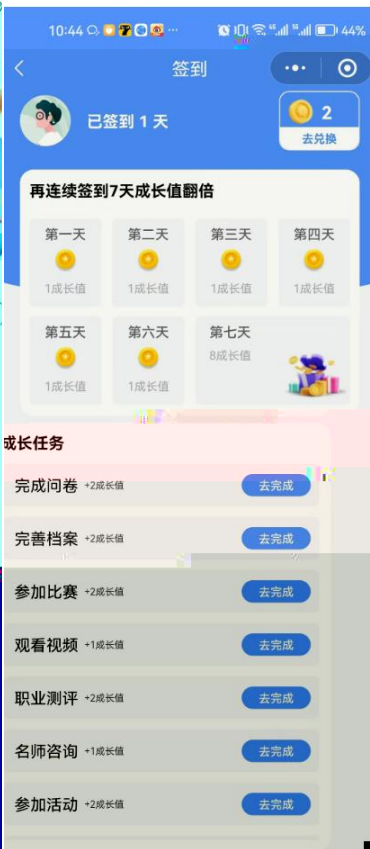 10:44
44%
签到
已签到 1 天
2
去兑换
再连续签到7天成长值翻倍
第一天 第二天 第三天 第四天
1成长值 1成长值 1成长值 1成长值
第五天 第六天 第七天
8成长值
1成长值 1成长值
成长任务
完成问卷 +2成长值 去完成
完善档案 +2成长值 去完成
参加比赛 +2成长值 去完成
观看视频 +1成长值 去完成
职业测评 +2成长值 去完成
名师咨询 +1成长值 去完成
参加活动 +2成长值 去完成